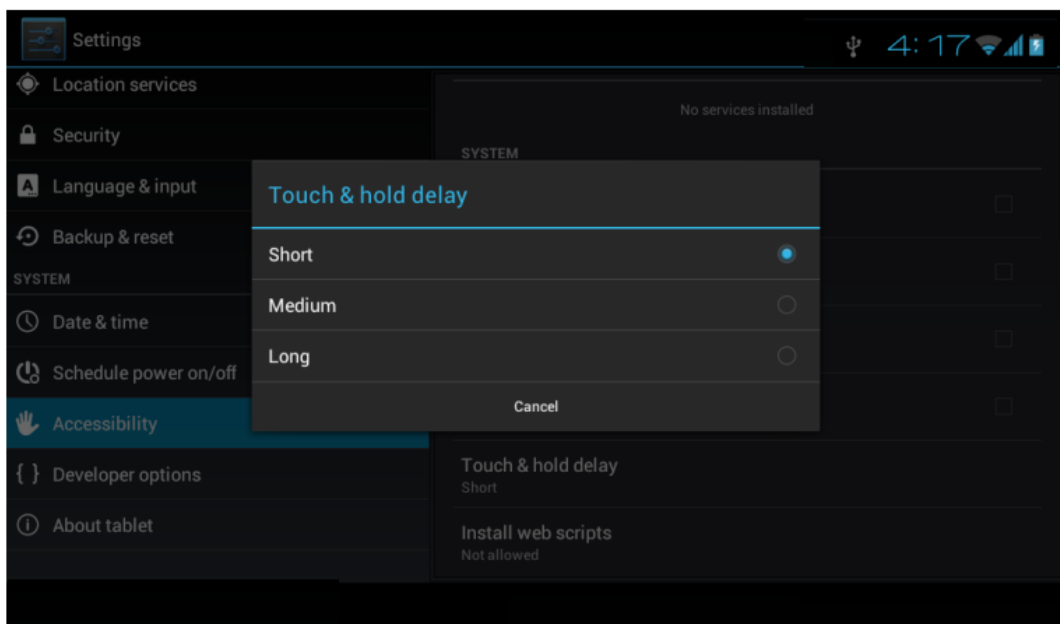 Settings
4:17
Location services
Security
Language & input
Backup & reset
SYSTEM
Date & time
Schedule power on/off
Accessibility
{ } Developer options
About tablet
No services installed
SYSTEM
Touch & hold delay
Short
Medium
Long
Cancel
Touch & hold delay
Short
Install web scripts
Not allowed